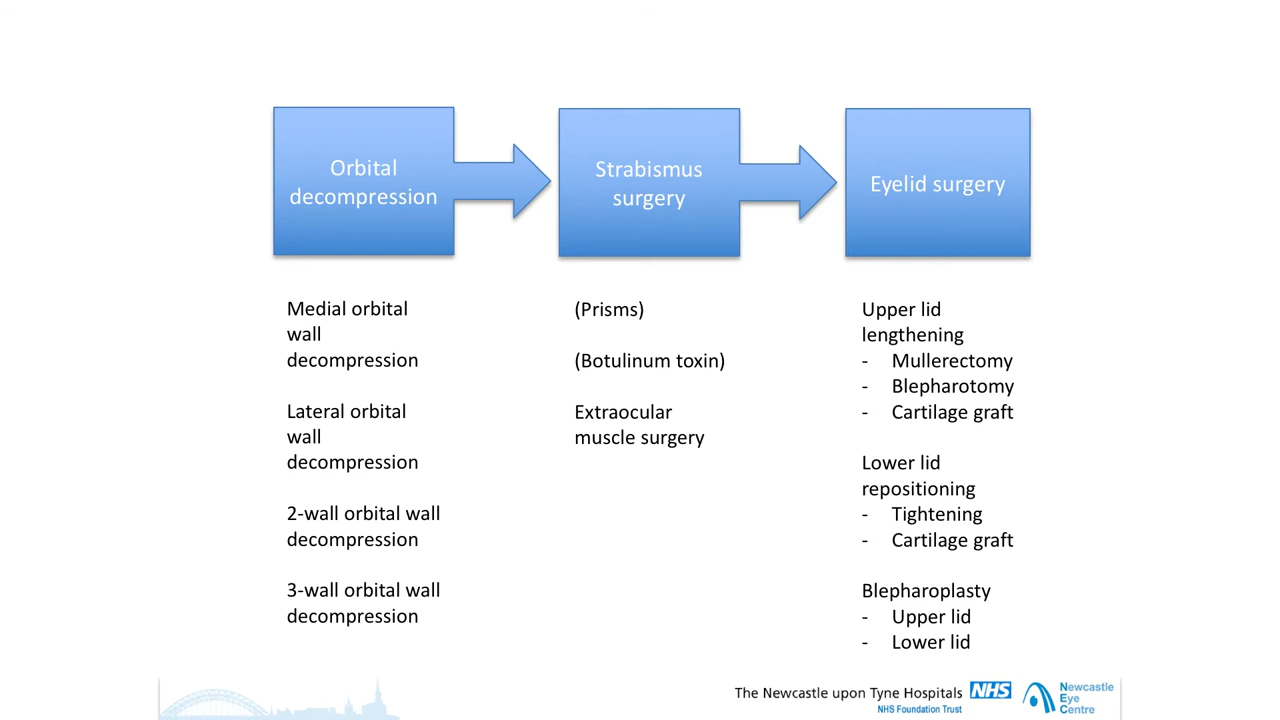 Orbital
decompression
Strabismus
surgery
Eyelid surgery
Medial orbital
wall
decompression
Lateral orbital
wall
decompression
2-wall orbital wall
decompression
3-wall orbital wall
decompression
(Prisms)
(Botulinum toxin)
Extraocular
muscle surgery
Upper lid
lengthening
- Mullerectomy
- Blepharotomy
- Cartilage graft
Lower lid
repositioning
- Tightening
- Cartilage graft
Blepharoplasty
- Upper lid
- Lower lid
The Newcastle upon Tyne Hospitals NHS
NHS Foundation Trust
Newcastle
Eye
Centre